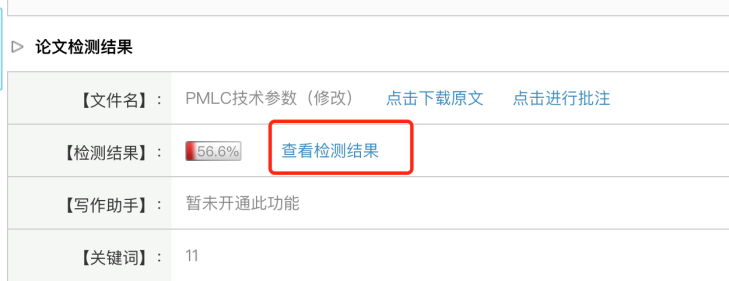 论文检测结果
【文件名】： PMLC技术参数（修改） 点击下载原文 点击进行批注
【检测结果】： 56.6% 查看检测结果
【写作助手】： 暂未开通此功能
【关键词】： 11